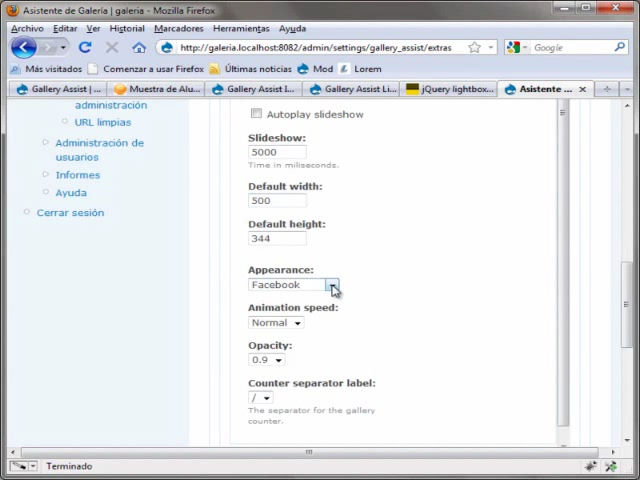 Asistente de Galería | galeria - Mozilla Firefox
Archivo Editar Ver Historial Marcadores Herramientas Ayuda
http://galeria.localhost:8082/admin/settings/gallery_assist/extras
Google
Más visitados Comenzar a usar Firefox Últimas noticias Mod Lorem
Gallery Assist | ... Muestra de Alu... Gallery Assist I... Gallery Assist Li... jQuery lightbox... Asistente ...
administración
URL limpias
Administración de
usuarios
Informes
Ayuda
Cerrar sesión
Autoplay slideshow
Slideshow:
5000
Time in miliseconds.
Default width:
500
Default height:
344
Appearance:
Facebook
Animation speed:
Normal
Opacity:
0.9
Counter separator label:
/
The separator for the gallery
counter.
Terminado